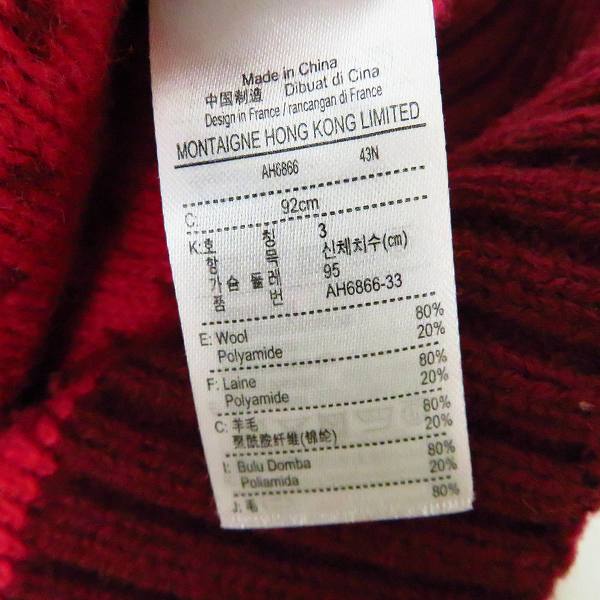 Made in China
中国制造 Dibuat di Cina
Design in France / rancangan di France
MONTAIGNE HONG KONG LIMITED
AH6866 43N
C: 92cm
K: 호 칭 3
항 목 신체치수(cm)
가 슴 둘 레 95
품 번 AH6866-33
E: Wool 80%
Polyamide 20%
F: Laine 80%
Polyamide 20%
C: 羊毛 80%
聚酰胺纤维(棉纶) 20%
I: Bulu Domba 80%
Poliamida 20%
J: 毛 80%